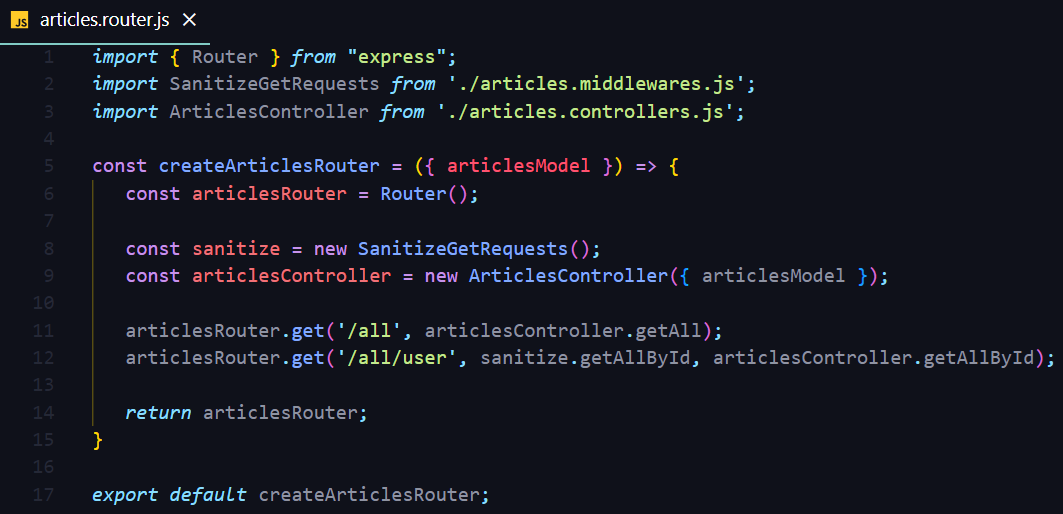 JS articles.router.js ×
1 import { Router } from "express";
2 import SanitizeGetRequests from './articles.middlewares.js';
3 import ArticlesController from './articles.controllers.js';
4
5 const createArticlesRouter = ({ articlesModel }) => {
6    const articlesRouter = Router();
7
8    const sanitize = new SanitizeGetRequests();
9    const articlesController = new ArticlesController({ articlesModel });
10
11    articlesRouter.get('/all', articlesController.getAll);
12    articlesRouter.get('/all/user', sanitize.getAllById, articlesController.getAllById);
13
14    return articlesRouter;
15 }
16
17 export default createArticlesRouter;